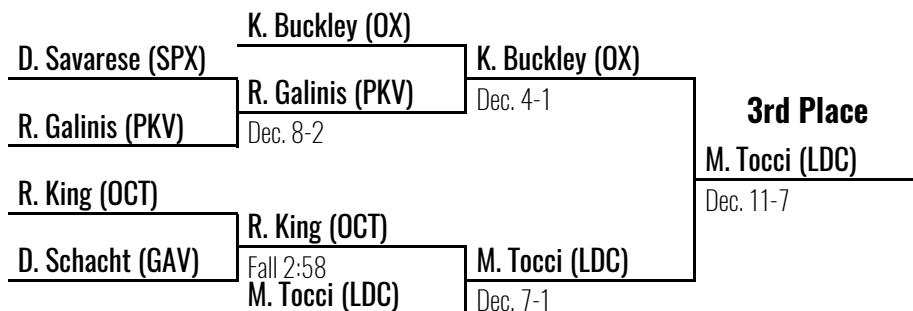 K. Buckley (OX)
D. Savarese (SPX)
K. Buckley (OX)
R. Galinis (PKV)
Dec. 4-1
3rd Place
R. Galinis (PKV)
Dec. 8-2
M. Tocci (LDC)
R. King (OCT)
Dec. 11-7
R. King (OCT)
D. Schacht (GAV)
Fall 2:58
M. Tocci (LDC)
M. Tocci (LDC)
Dec. 7-1